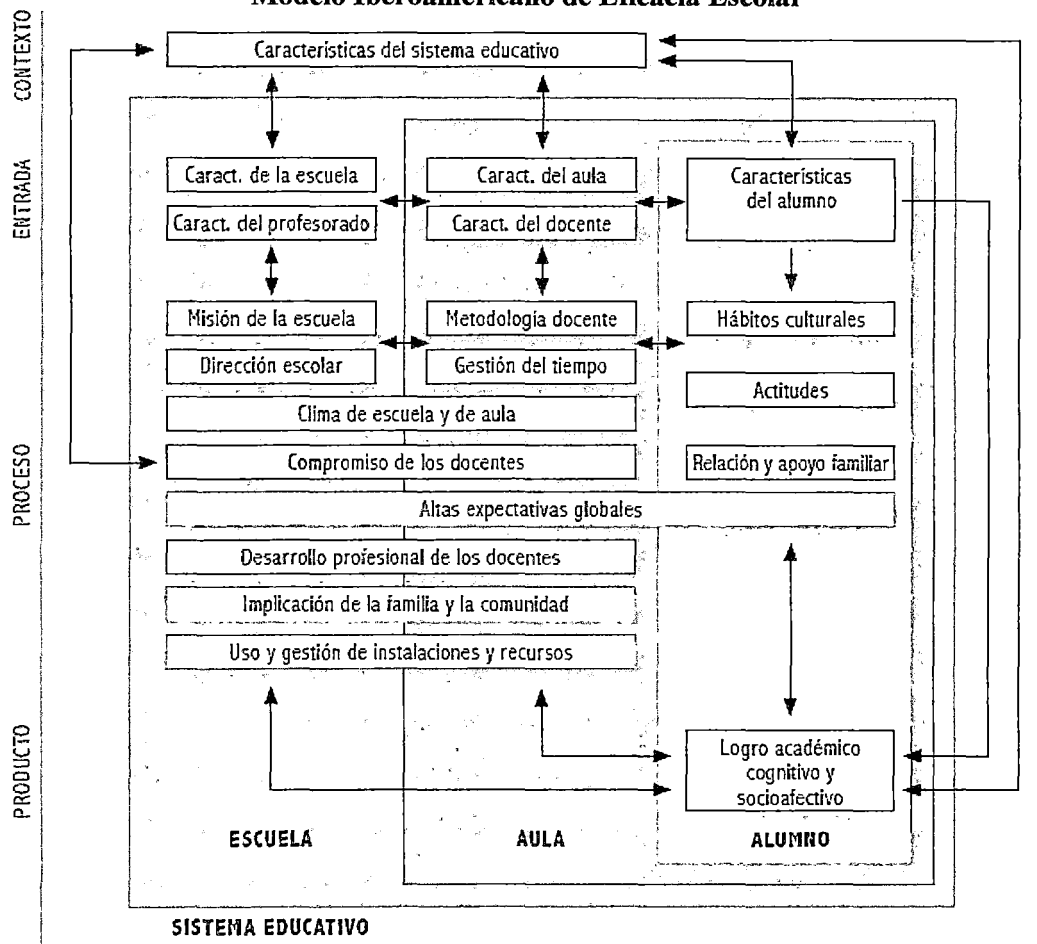 Modelo Iberoamericano de Eficacia Escolar
CONTEXTO
Características del sistema educativo
ENTRADA
Caract. de la escuela
Caract. del aula
Características
del alumno
Caract. del profesorado
Caract. del docente
PROCESO
Misión de la escuela
Metodología docente
Hábitos culturales
Dirección escolar
Gestión del tiempo
Actitudes
Clima de escuela y de aula
Compromiso de los docentes
Relación y apoyo familiar
Altas expectativas globales
Desarrollo profesional de los docentes
Implicación de la familia y la comunidad
Uso y gestión de instalaciones y recursos
PRODUCTO
Logro académico
cognitivo y
socioafectivo
ESCUELA
AULA
ALUMNO
SISTEMA EDUCATIVO